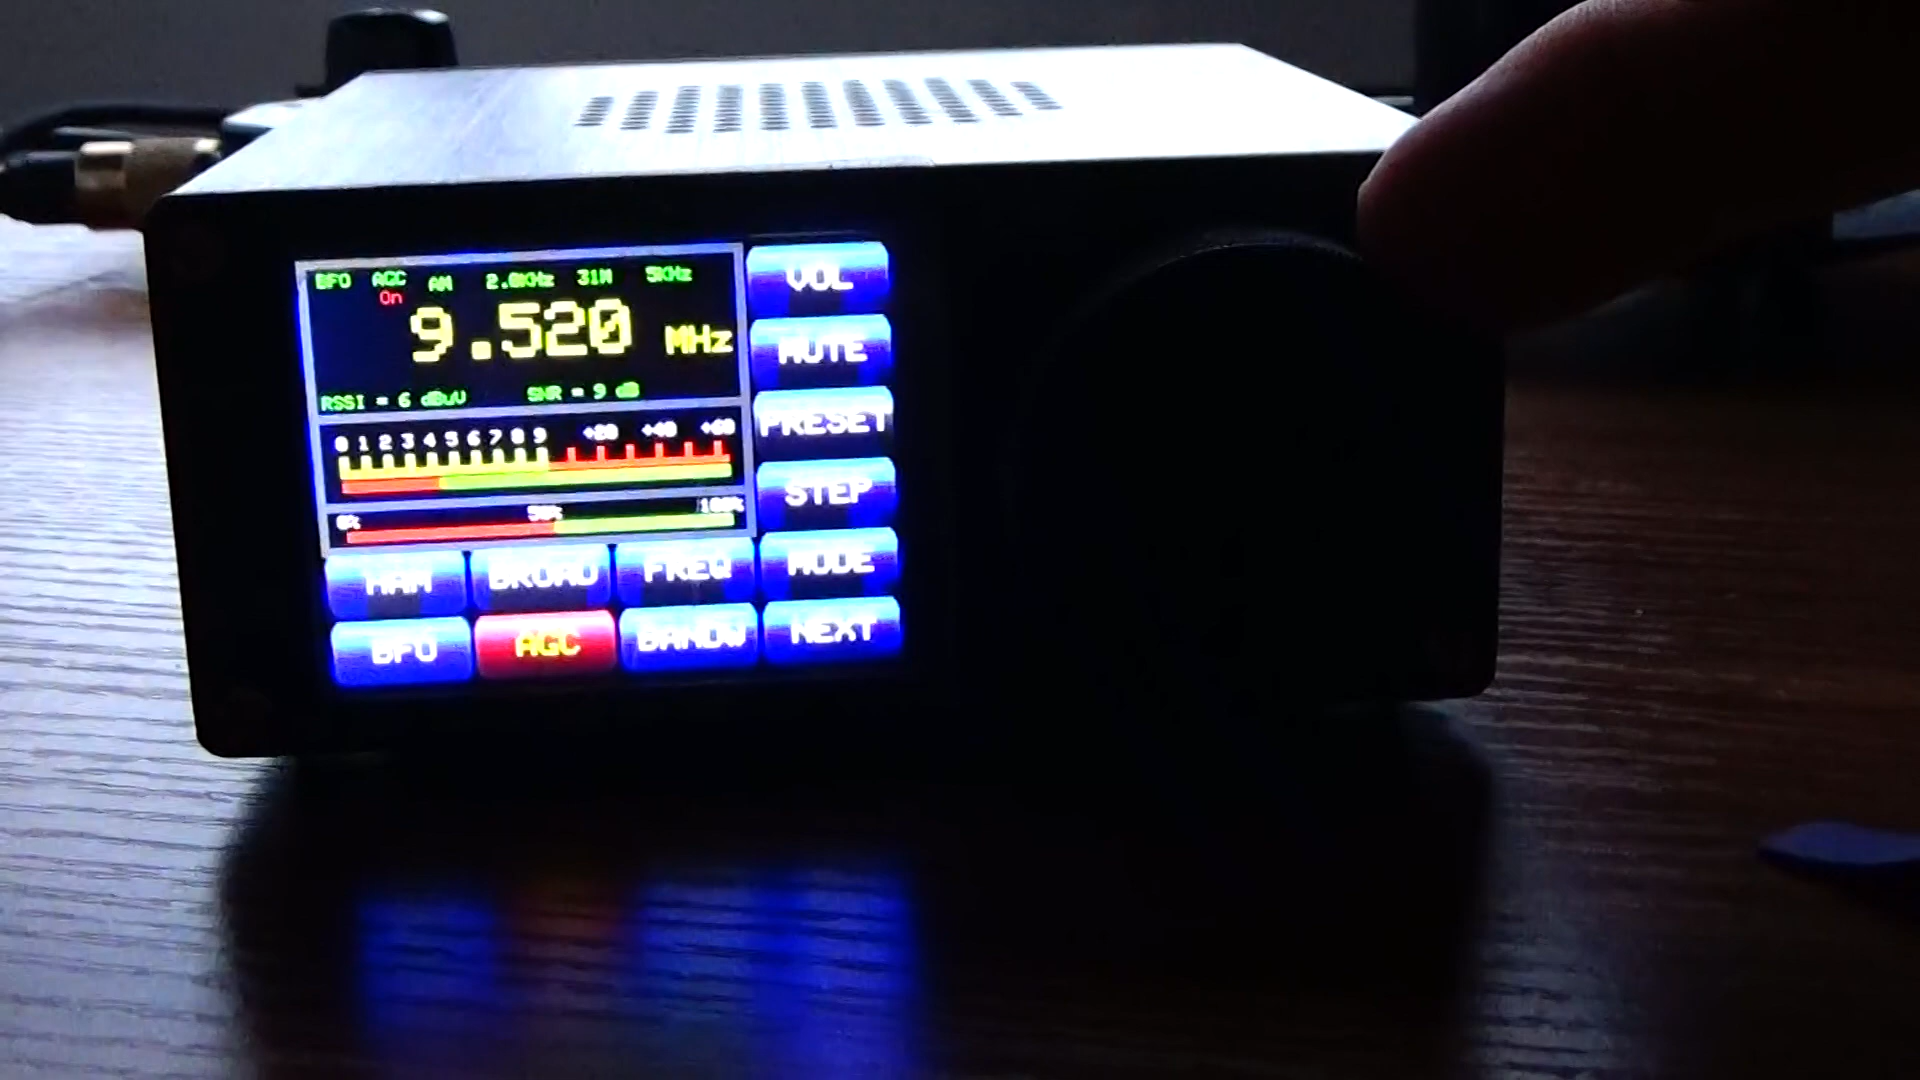 BFO AGC AM 2.0KHz 31M 5KHz
On
9.520 MHz
RSSI = 6 dBuV SNR = 9 dB
0 1 2 3 4 5 6 7 8 9 +20 +40 +60
0% 50% 100%
VOL
MUTE
PRESET
STEP
HAM BROAD FREQ MODE
BFO AGC BANDW NEXT